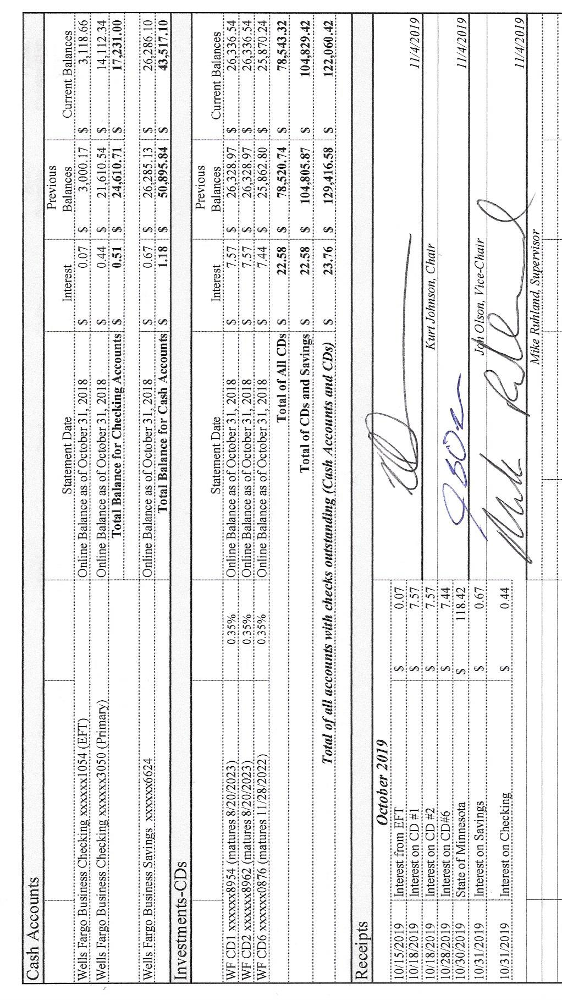 Cash Accounts
Statement Date Interest Previous Balances Current Balances
Wells Fargo Business Checking xxxxxx1054 (EFT) Online Balance as of October 31, 2018 $ 0.07 $ 3,000.17 $ 3,118.66
Wells Fargo Business Checking xxxxxx3050 (Primary) Online Balance as of October 31, 2018 $ 0.44 $ 21,610.54 $ 14,112.34
Total Balance for Checking Accounts $ 0.51 $ 24,610.71 $ 17,231.00
Wells Fargo Business Savings xxxxxx6624 Online Balance as of October 31, 2018 $ 0.67 $ 26,285.13 $ 26,286.10
Total Balance for Cash Accounts $ 1.18 $ 50,895.84 $ 43,517.10
Investments-CDs
Statement Date Interest Previous Balances Current Balances
WF CD1 xxxxxx8954 (matures 8/20/2023) 0.35% Online Balance as of October 31, 2018 $ 7.57 $ 26,328.97 $ 26,336.54
WF CD2 xxxxxx8962 (matures 8/20/2023) 0.35% Online Balance as of October 31, 2018 $ 7.57 $ 26,328.97 $ 26,336.54
WF CD6 xxxxxx0876 (matures 11/28/2022) 0.35% Online Balance as of October 31, 2018 $ 7.44 $ 25,862.80 $ 25,870.24
Total of All CDs $ 22.58 $ 78,520.74 $ 78,543.32
Total of CDs and Savings $ 22.58 $ 104,805.87 $ 104,829.42
Total of all accounts with checks outstanding (Cash Accounts and CDs) $ 23.76 $ 129,416.58 $ 122,060.42
Receipts
October 2019
10/15/2019 Interest from EFT $ 0.07
10/18/2019 Interest on CD #1 $ 7.57 11/4/2019
10/18/2019 Interest on CD #2 $ 7.57 Kurt Johnson, Chair
10/28/2019 Interest on CD#6 $ 7.44
10/30/2019 State of Minnesota $ 118.42 11/4/2019
10/31/2019 Interest on Savings $ 0.67 Jon Olson, Vice-Chair
10/31/2019 Interest on Checking $ 0.44
11/4/2019
Mike Ruhland, Supervisor